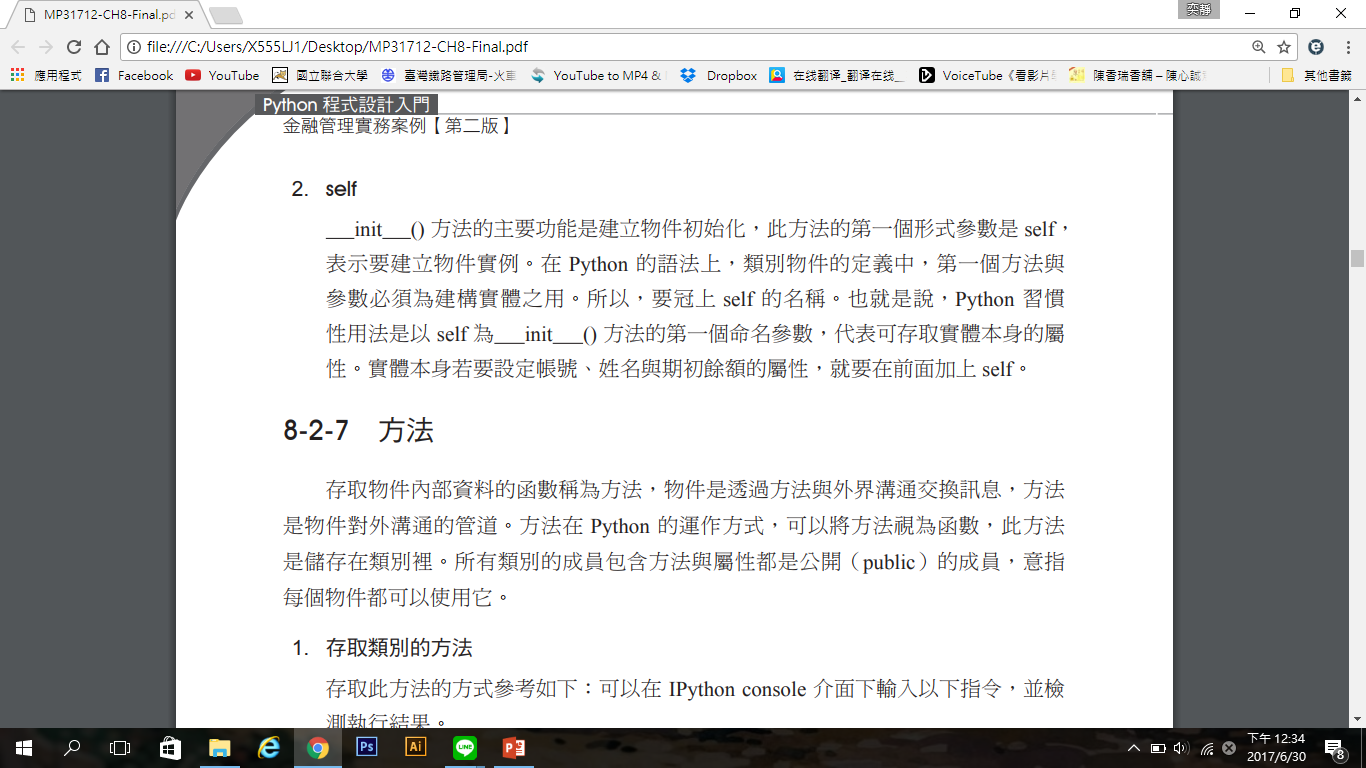 MP31712-CH8-Final.pd
奕靜
file:///C:/Users/X555LJ1/Desktop/MP31712-CH8-Final.pdf
應用程式 Facebook YouTube 國立聯合大學 臺灣鐵路管理局-火車 YouTube to MP4 & Dropbox 在线翻译_翻译在线_ VoiceTube《看影片 陳香瑞香鋪 – 陳心誠 其他書籤
Python 程式設計入門
金融管理實務案例【第二版】
2. self
___init___() 方法的主要功能是建立物件初始化，此方法的第一個形式參數是 self，
表示要建立物件實例。在 Python 的語法上，類別物件的定義中，第一個方法與
參數必須為建構實體之用。所以，要冠上 self 的名稱。也就是說，Python 習慣
性用法是以 self 為___init___() 方法的第一個命名參數，代表可存取實體本身的屬
性。實體本身若要設定帳號、姓名與期初餘額的屬性，就要在前面加上 self。
8-2-7 方法
存取物件內部資料的函數稱為方法，物件是透過方法與外界溝通交換訊息，方法
是物件對外溝通的管道。方法在 Python 的運作方式，可以將方法視為函數，此方法
是儲存在類別裡。所有類別的成員包含方法與屬性都是公開（public）的成員，意指
每個物件都可以使用它。
1. 存取類別的方法
存取此方法的方式參考如下：可以在 IPython console 介面下輸入以下指令，並檢
測執行結果。
Ps Ai LINE
下午 12:34
2017/6/30
8